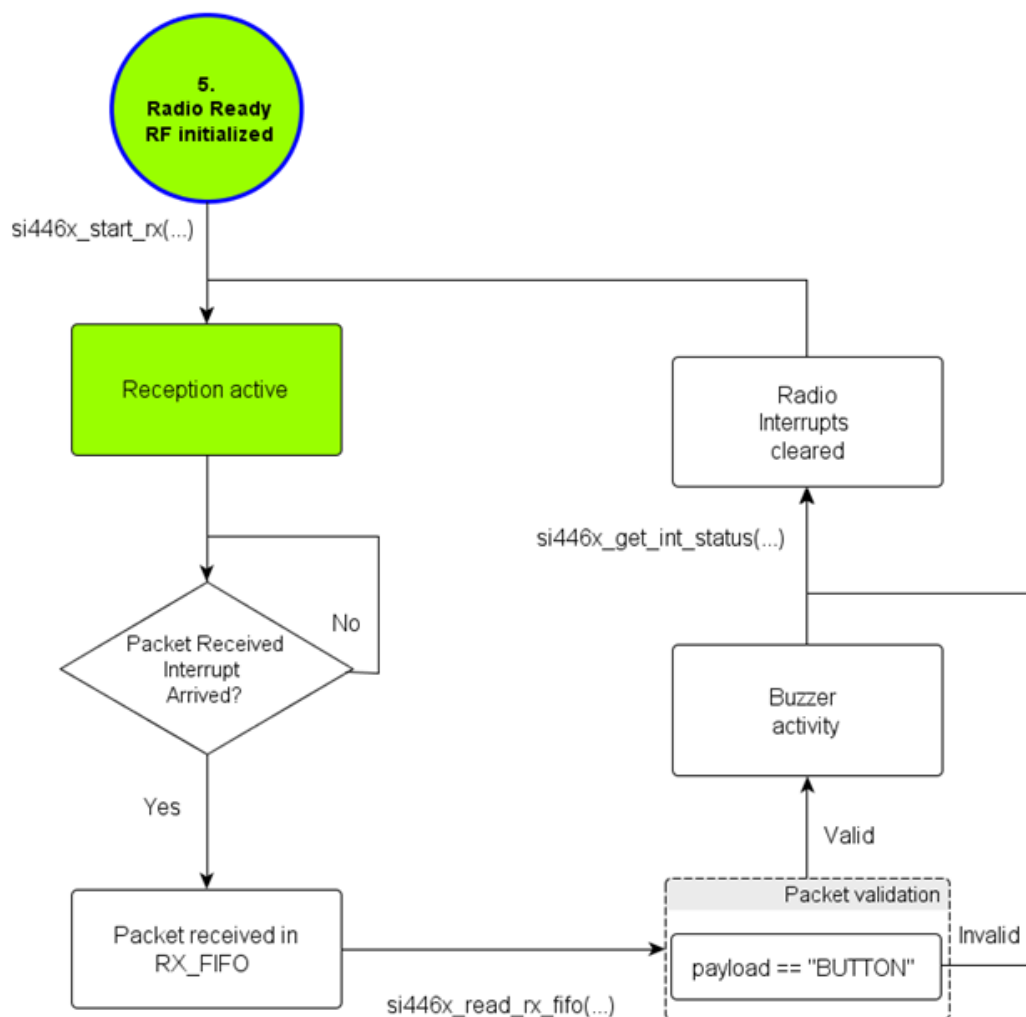 5.
Radio Ready
RF initialized
si446x_start_rx(...)
Reception active
Packet Received
Interrupt
Arrived?
No
Yes
Packet received in
RX_FIFO
si446x_read_rx_fifo(...)
Packet validation
payload == "BUTTON"
Invalid
Valid
Buzzer
activity
si446x_get_int_status(...)
Radio
Interrupts
cleared